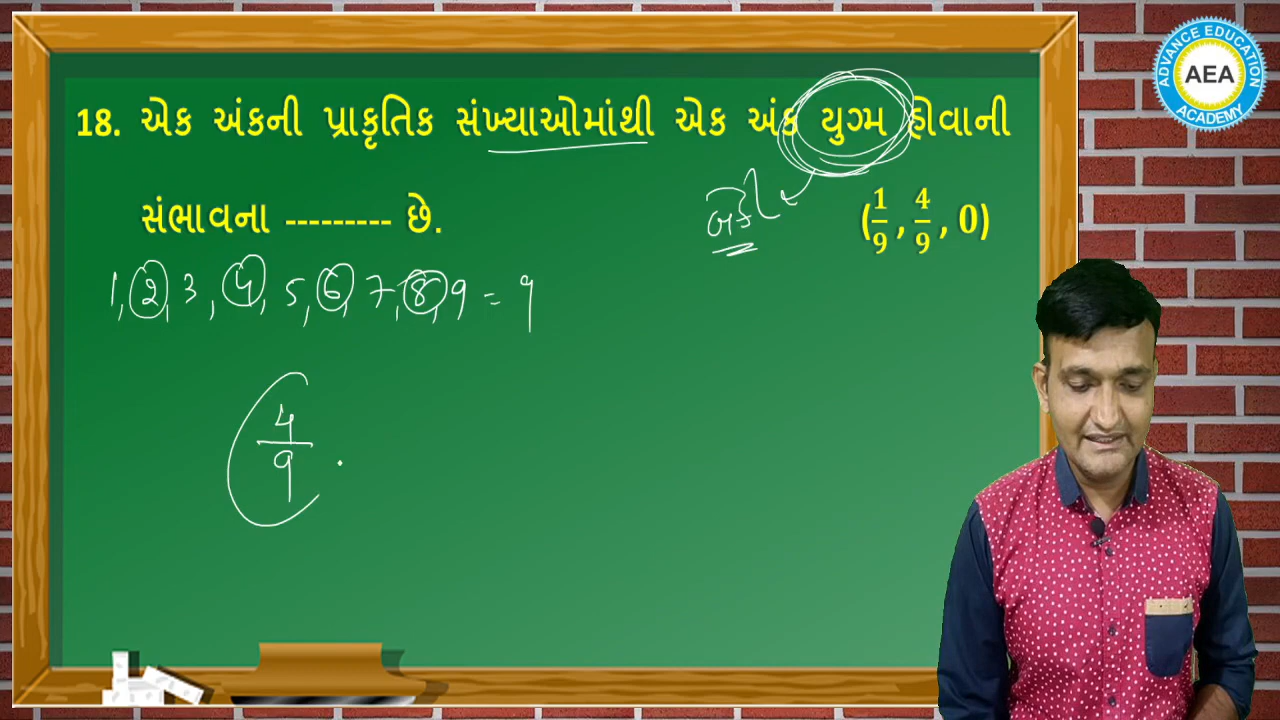 18. એક અંકની પ્રાકૃતિક સંખ્યાઓમાંથી એક અંક યુગ્મ હોવાની
સંભાવના --------- છે. (1/9, 4/9, 0)
બેકી
1, 2, 3, 4, 5, 6, 7, 8, 9 = 9
4/9
ADVANCE EDUCATION
AEA
ACADEMY